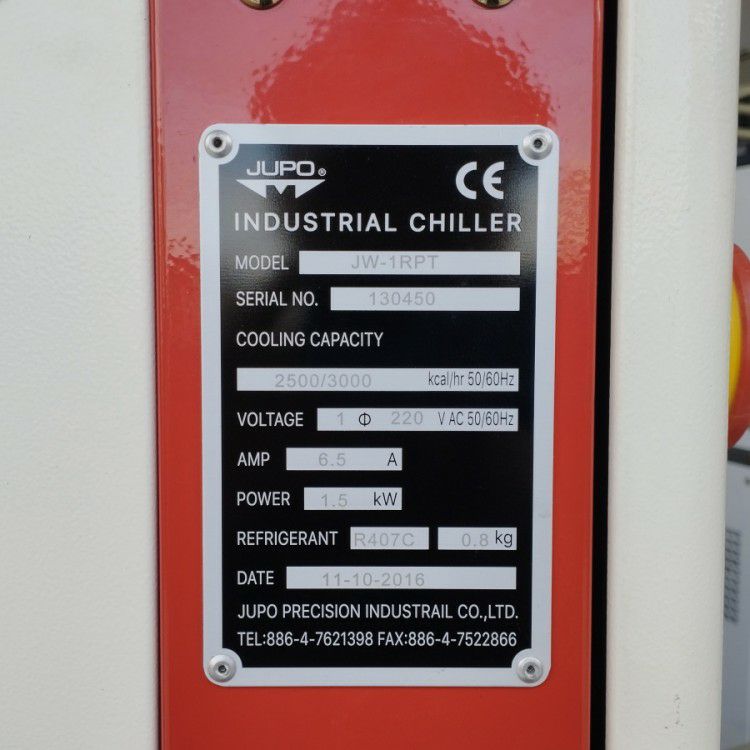 JUPO®
CE
INDUSTRIAL CHILLER
MODEL JW-1RPT
SERIAL NO. 130450
COOLING CAPACITY
2500/3000 kcal/hr 50/60Hz
VOLTAGE 1 Φ 220 V AC 50/60Hz
AMP 6.5 A
POWER 1.5 kW
REFRIGERANT R407C 0.8 kg
DATE 11-10-2016
JUPO PRECISION INDUSTRAIL CO.,LTD.
TEL:886-4-7621398 FAX:886-4-7522866